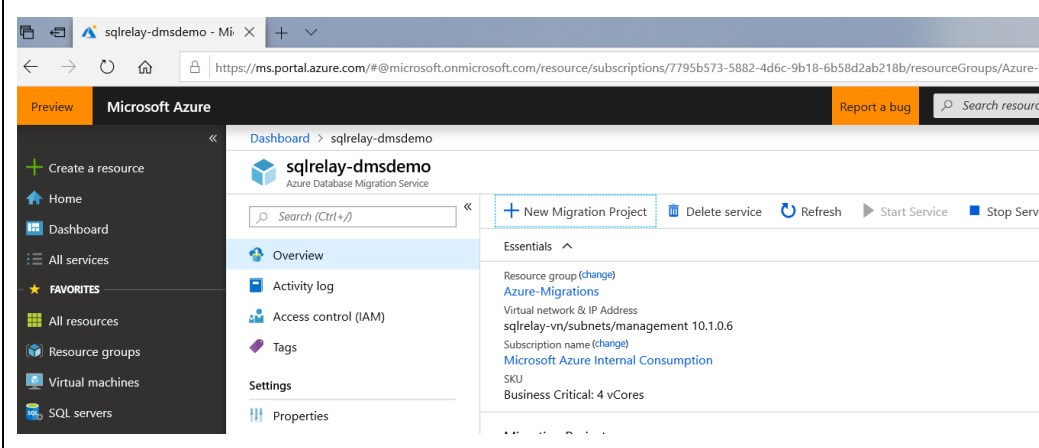 sqlrelay-dmsdemo - Mi
https://ms.portal.azure.com/#@microsoft.onmicrosoft.com/resource/subscriptions/7795b573-5882-4d6c-9b18-6b58d2ab218b/resourceGroups/Azure-
Preview Microsoft Azure Report a bug Search resourc
« Dashboard > sqlrelay-dmsdemo
Create a resource
Home
Dashboard
All services
FAVORITES
All resources
Resource groups
Virtual machines
SQL servers
sqlrelay-dmsdemo
Azure Database Migration Service
Search (Ctrl+/) «
Overview
Activity log
Access control (IAM)
Tags
Settings
Properties
New Migration Project Delete service Refresh Start Service Stop Serv
Essentials
Resource group (change)
Azure-Migrations
Virtual network & IP Address
sqlrelay-vn/subnets/management 10.1.0.6
Subscription name (change)
Microsoft Azure Internal Consumption
SKU
Business Critical: 4 vCores